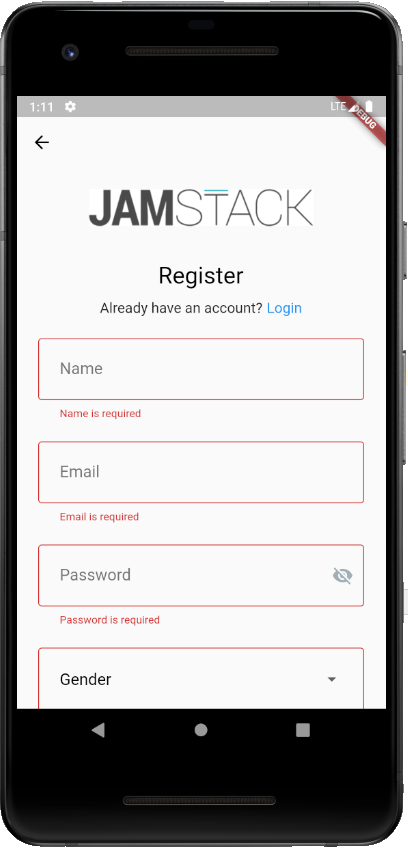 1:11
LTE
DEBUG
JAMSTACK
Register
Already have an account? Login
Name
Name is required
Email
Email is required
Password
Password is required
Gender